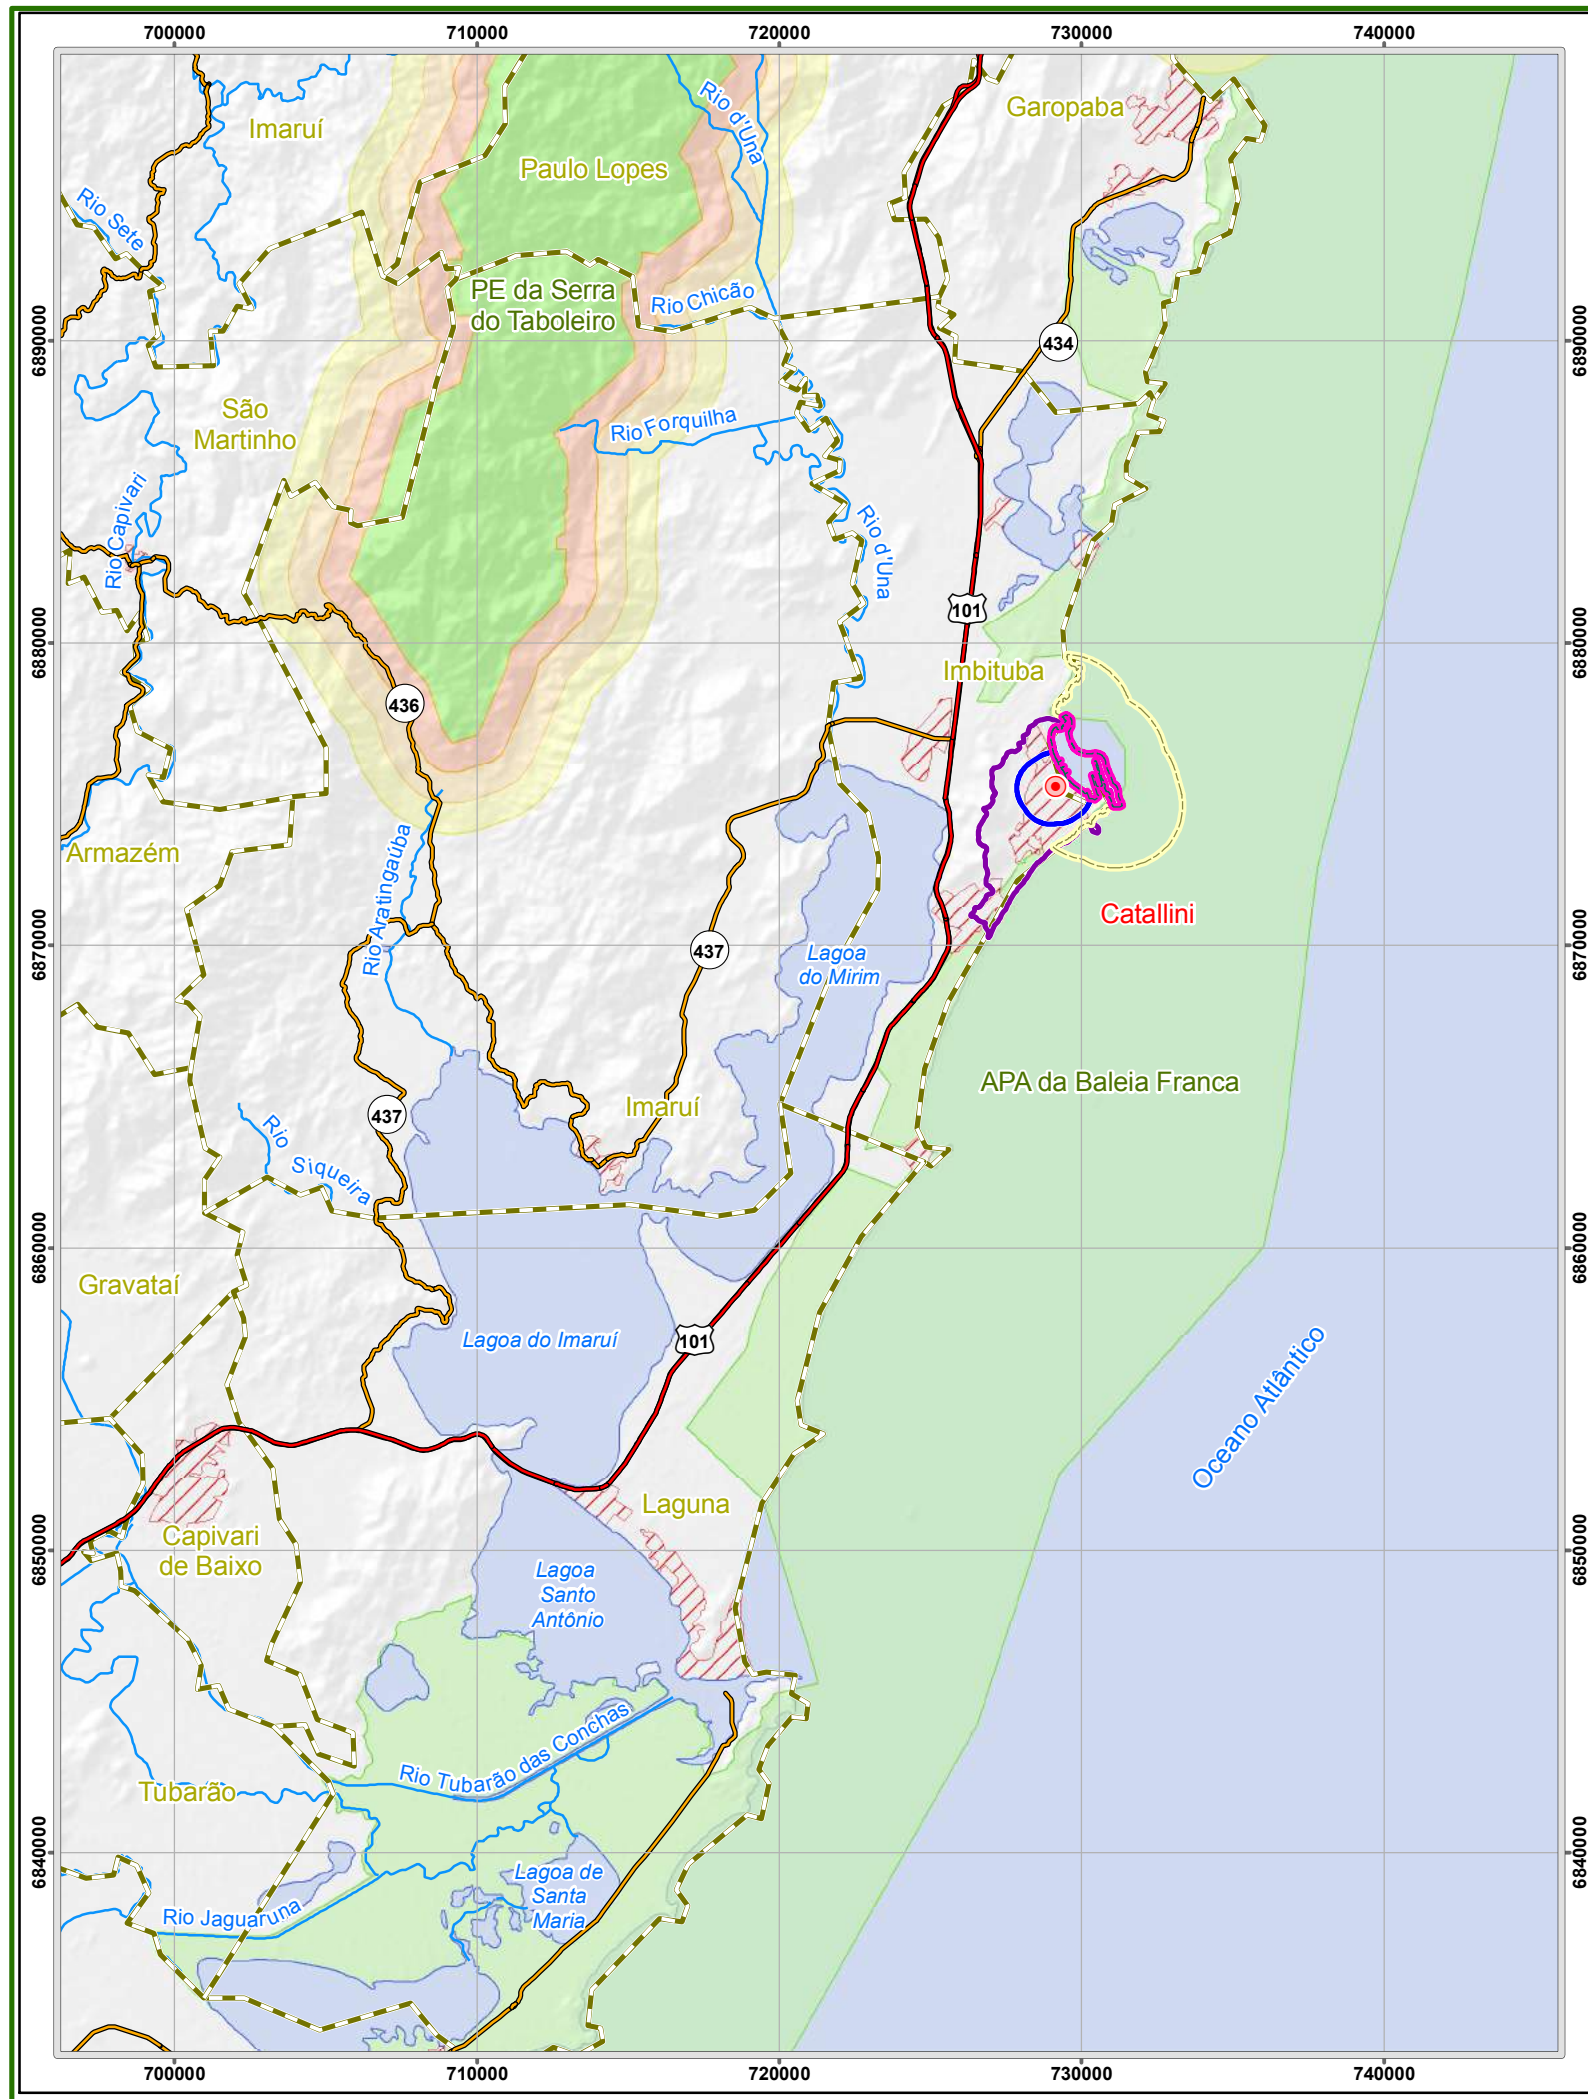 700000
710000
720000
730000
740000
Garopaba
Imaruí
Rio d'Una
Paulo Lopes
Rio Sete
PE da Serra
do Taboleiro
Rio Chicão
6890000
434
6890000
São
Martinho
Rio Forquilha
Rio Capivari
Rio d'Una
101
6880000
6880000
Imbituba
436
Armazém
Rio Aratingaúba
Catallini
6870000
437
Lagoa
do Mirim
6870000
APA da Baleia Franca
Imaruí
437
Rio
Siqueira
6860000
6860000
Gravataí
Lagoa do Imaruí
101
Oceano Atlântico
Laguna
6850000
Capivari
de Baixo
6850000
Lagoa
Santo
Antônio
Rio Tubarão das Conchas
Tubarão
6840000
6840000
Lagoa de
Santa
Maria
Rio Jaguaruna
700000
710000
720000
730000
740000